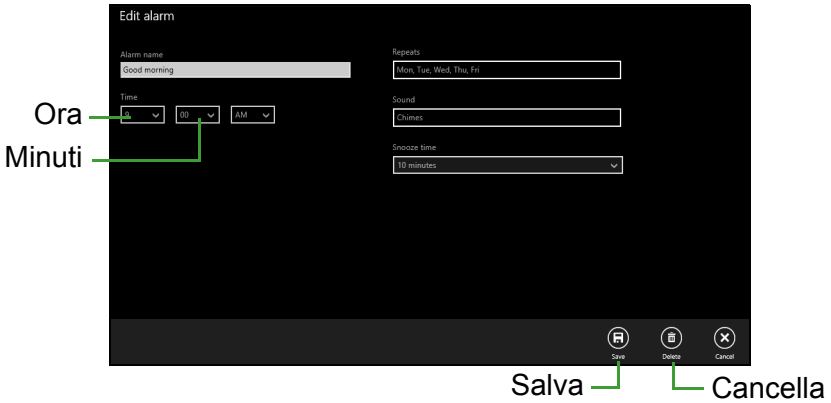 Edit alarm
Alarm name
Good morning
Repeats
Mon, Tue, Wed, Thu, Fri
Time
9 00 AM
Sound
Chimes
Snooze time
10 minutes
Ora
Minuti
Save Delete Cancel
Salva
Cancella